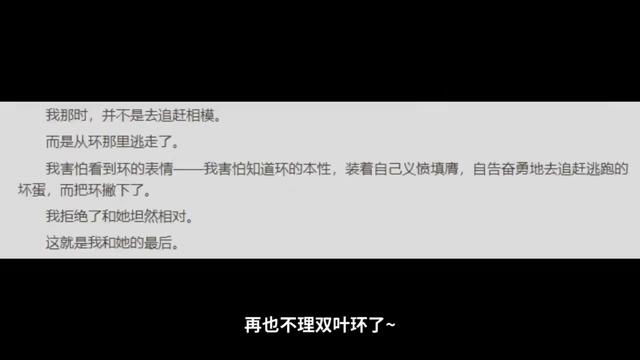 我那时，并不是去追赶相模。
而是从环那里逃走了。
我害怕看到环的表情——我害怕知道环的本性，装着自己义愤填膺，自告奋勇地去追赶逃跑的
坏蛋，而把环撇下了。
我拒绝了和她坦然相对。
这就是我和她的最后。
再也不理双叶环了~